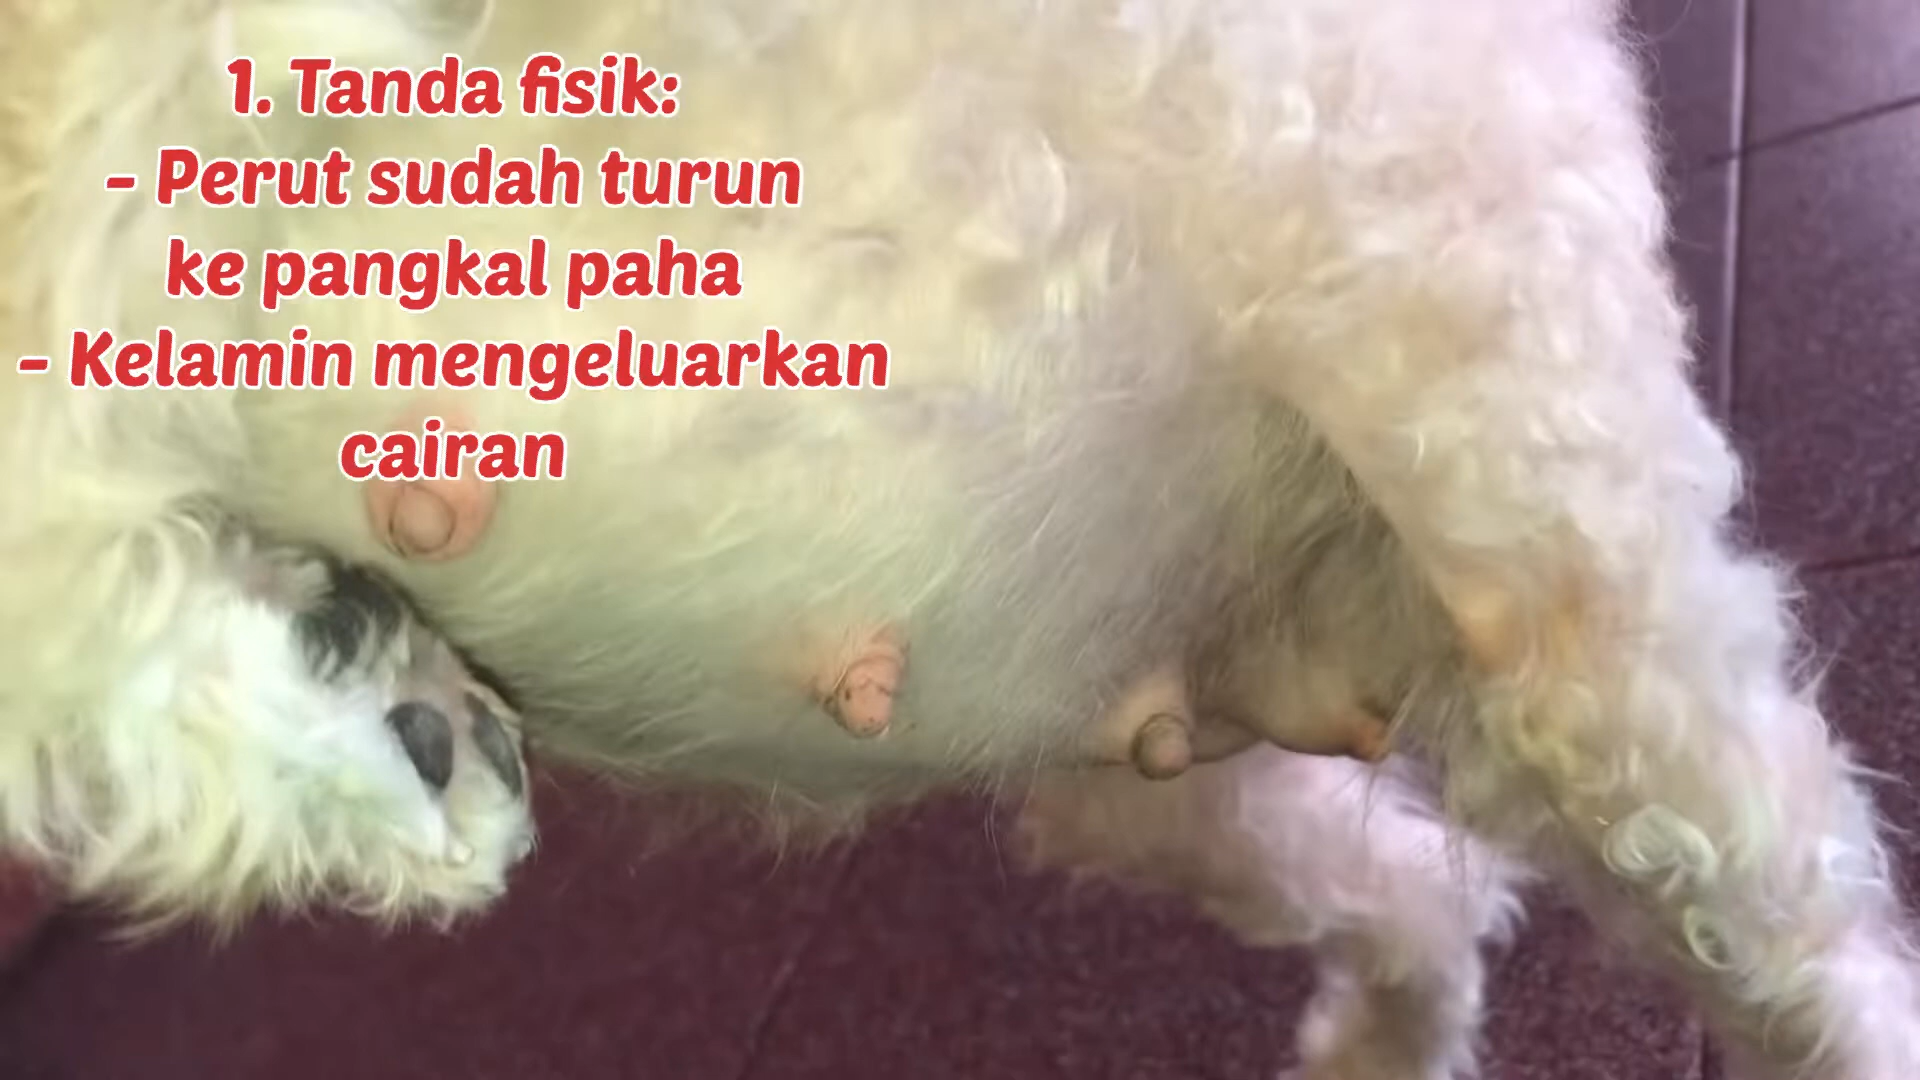 1. Tanda fisik:
- Perut sudah turun
ke pangkal paha
- Kelamin mengeluarkan
cairan